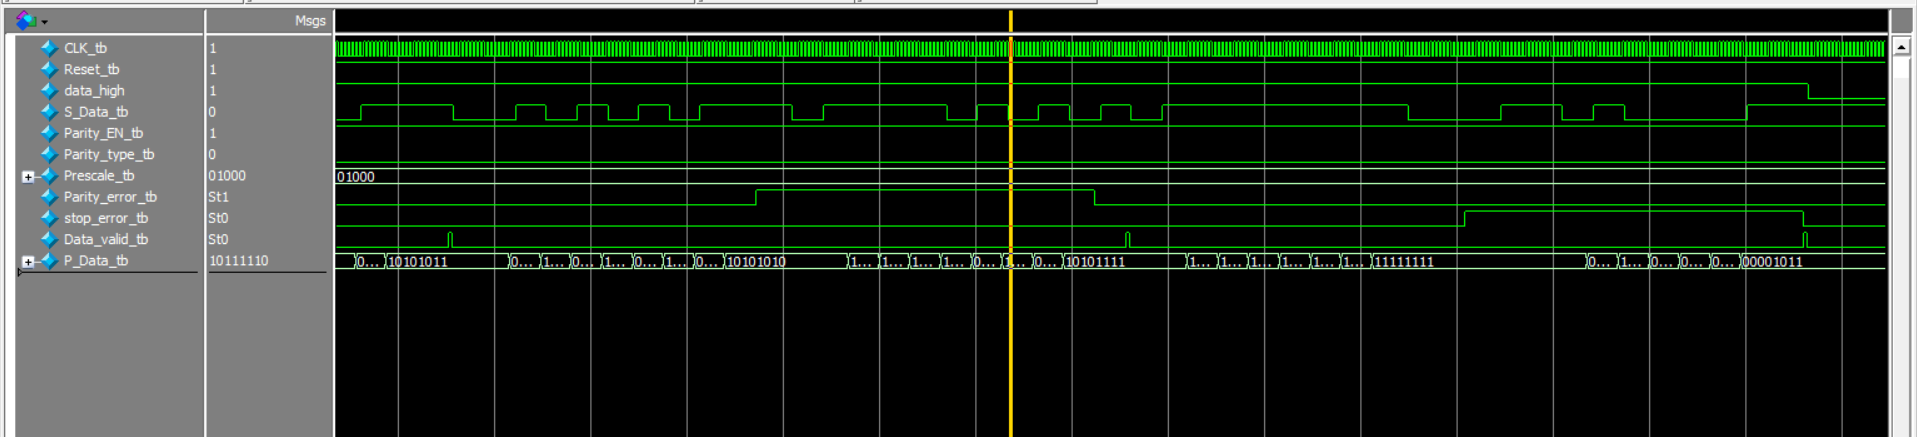 Msgs
CLK_tb 1
Reset_tb 1
data_high 1
S_Data_tb 0
Parity_EN_tb 1
Parity_type_tb 0
Prescale_tb 01000 01000
Parity_error_tb St1
stop_error_tb St0
Data_valid_tb St0
P_Data_tb 10111110 0... 10101011 0... 1... 0... 1... 0... 1... 0... 10101010 1... 1... 1... 1... 0... 1... 0... 10101111 1... 1... 1... 1... 1... 1... 11111111 0... 1... 0... 0... 0... 00001011